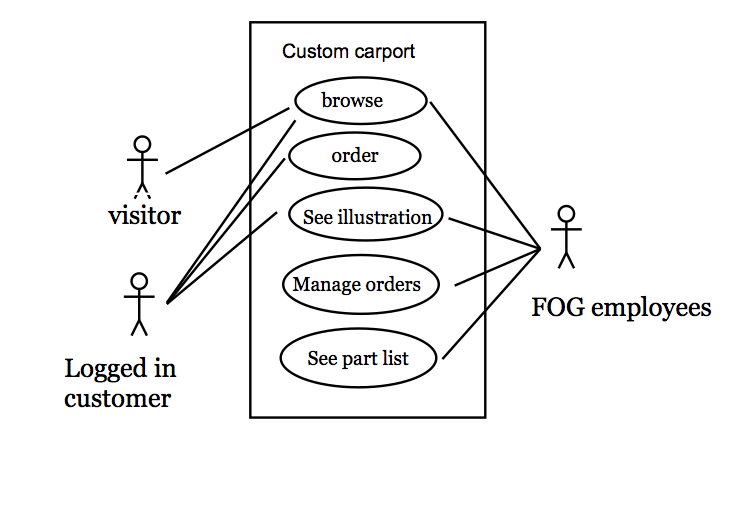 Custom carport
browse
order
See illustration
Manage orders
See part list
visitor
Logged in
customer
FOG employees